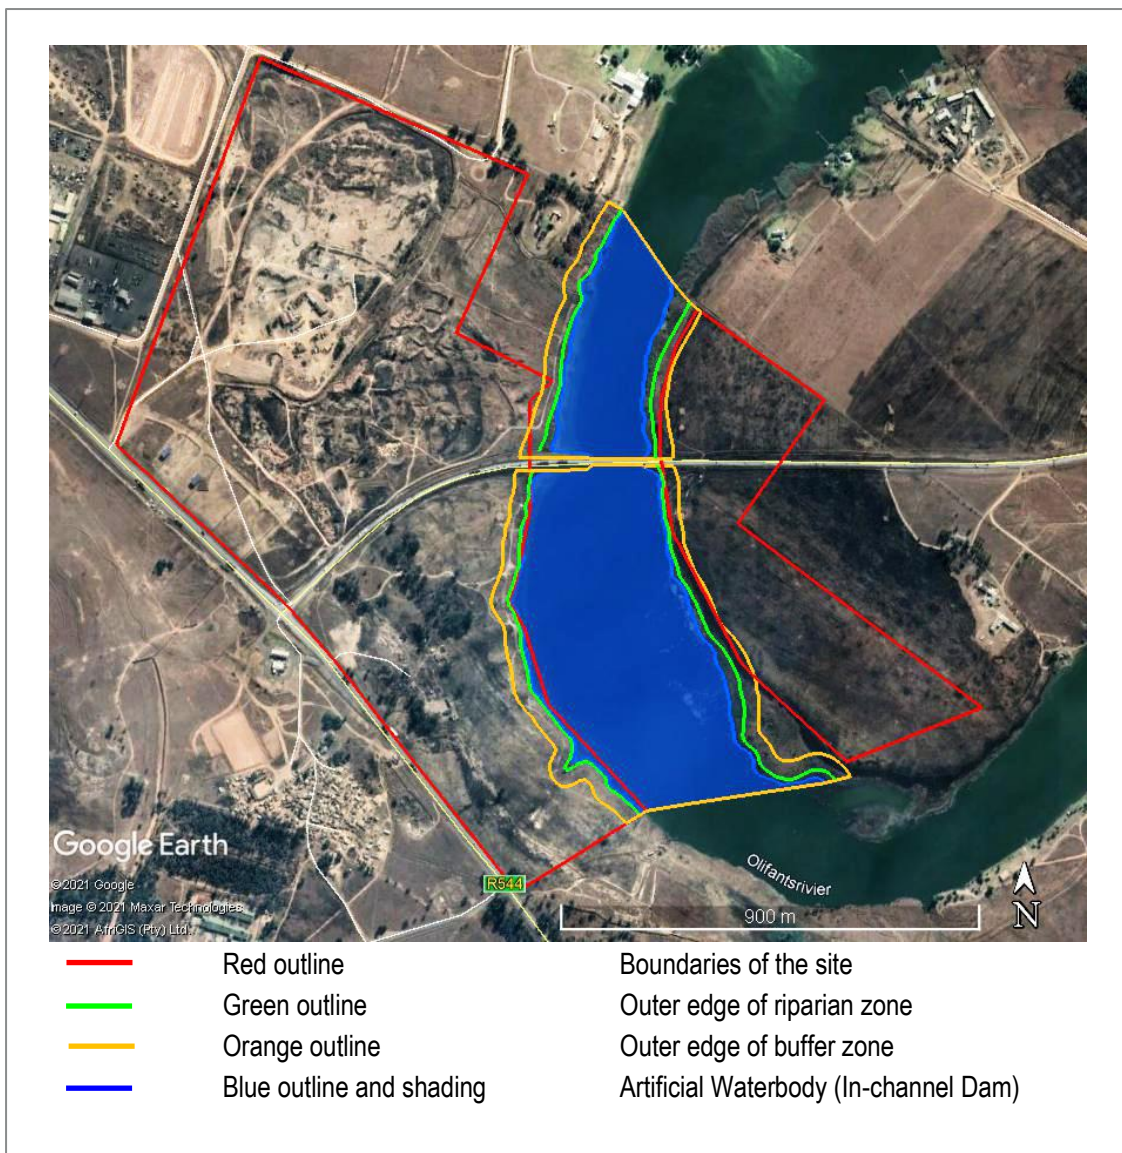 Olifantsrivier
Google Earth
© 2021 Google
Image © 2021 Maxar Technologies
© 2021 AfriGIS (Pty) Ltd.
R544
900 m
N
Red outline Boundaries of the site
Green outline Outer edge of riparian zone
Orange outline Outer edge of buffer zone
Blue outline and shading Artificial Waterbody (In-channel Dam)